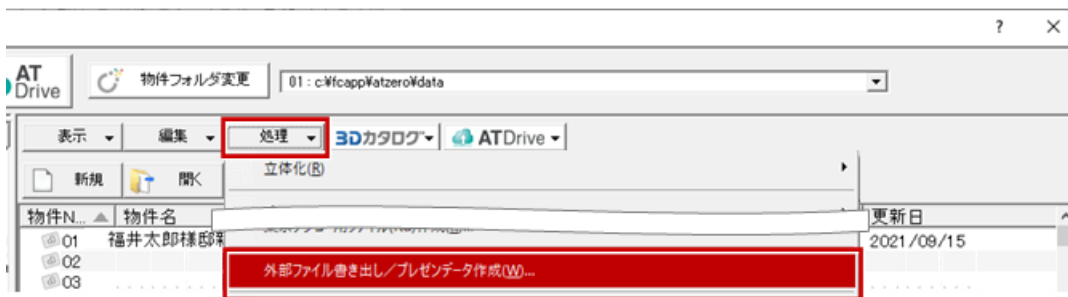 ? ×
AT
Drive 物件フォルダ変更 01 : c:¥fcapp¥atzero¥data
表示 編集 処理 3Dカタログ ATDrive
新規 開く 立体化(R)
物件N... 物件名 更新日
01 福井太郎様邸 2021/09/15
02
03
外部ファイル書き出し/プレゼンデータ作成(W)...